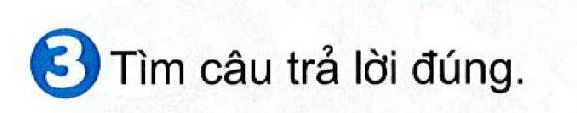 3 Tìm câu trả lời đúng.